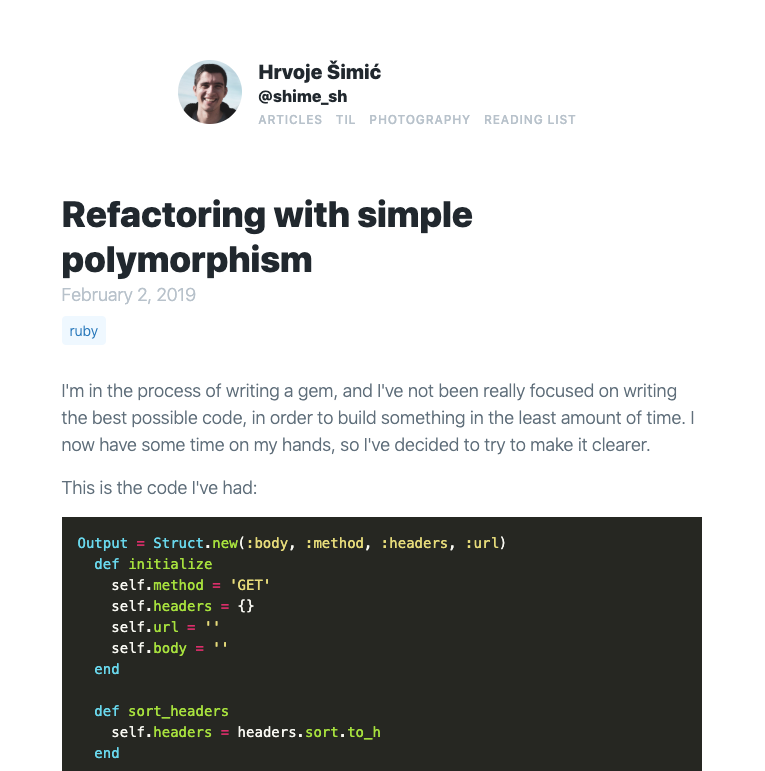 Hrvoje Šimić
@shime_sh
ARTICLES TIL PHOTOGRAPHY READING LIST
Refactoring with simple
polymorphism
February 2, 2019
ruby
I'm in the process of writing a gem, and I've not been really focused on writing
the best possible code, in order to build something in the least amount of time. I
now have some time on my hands, so I've decided to try to make it clearer.
This is the code I've had:
Output = Struct.new(:body, :method, :headers, :url)
  def initialize
    self.method = 'GET'
    self.headers = {}
    self.url = ''
    self.body = ''
  end
  def sort_headers
    self.headers = headers.sort.to_h
  end